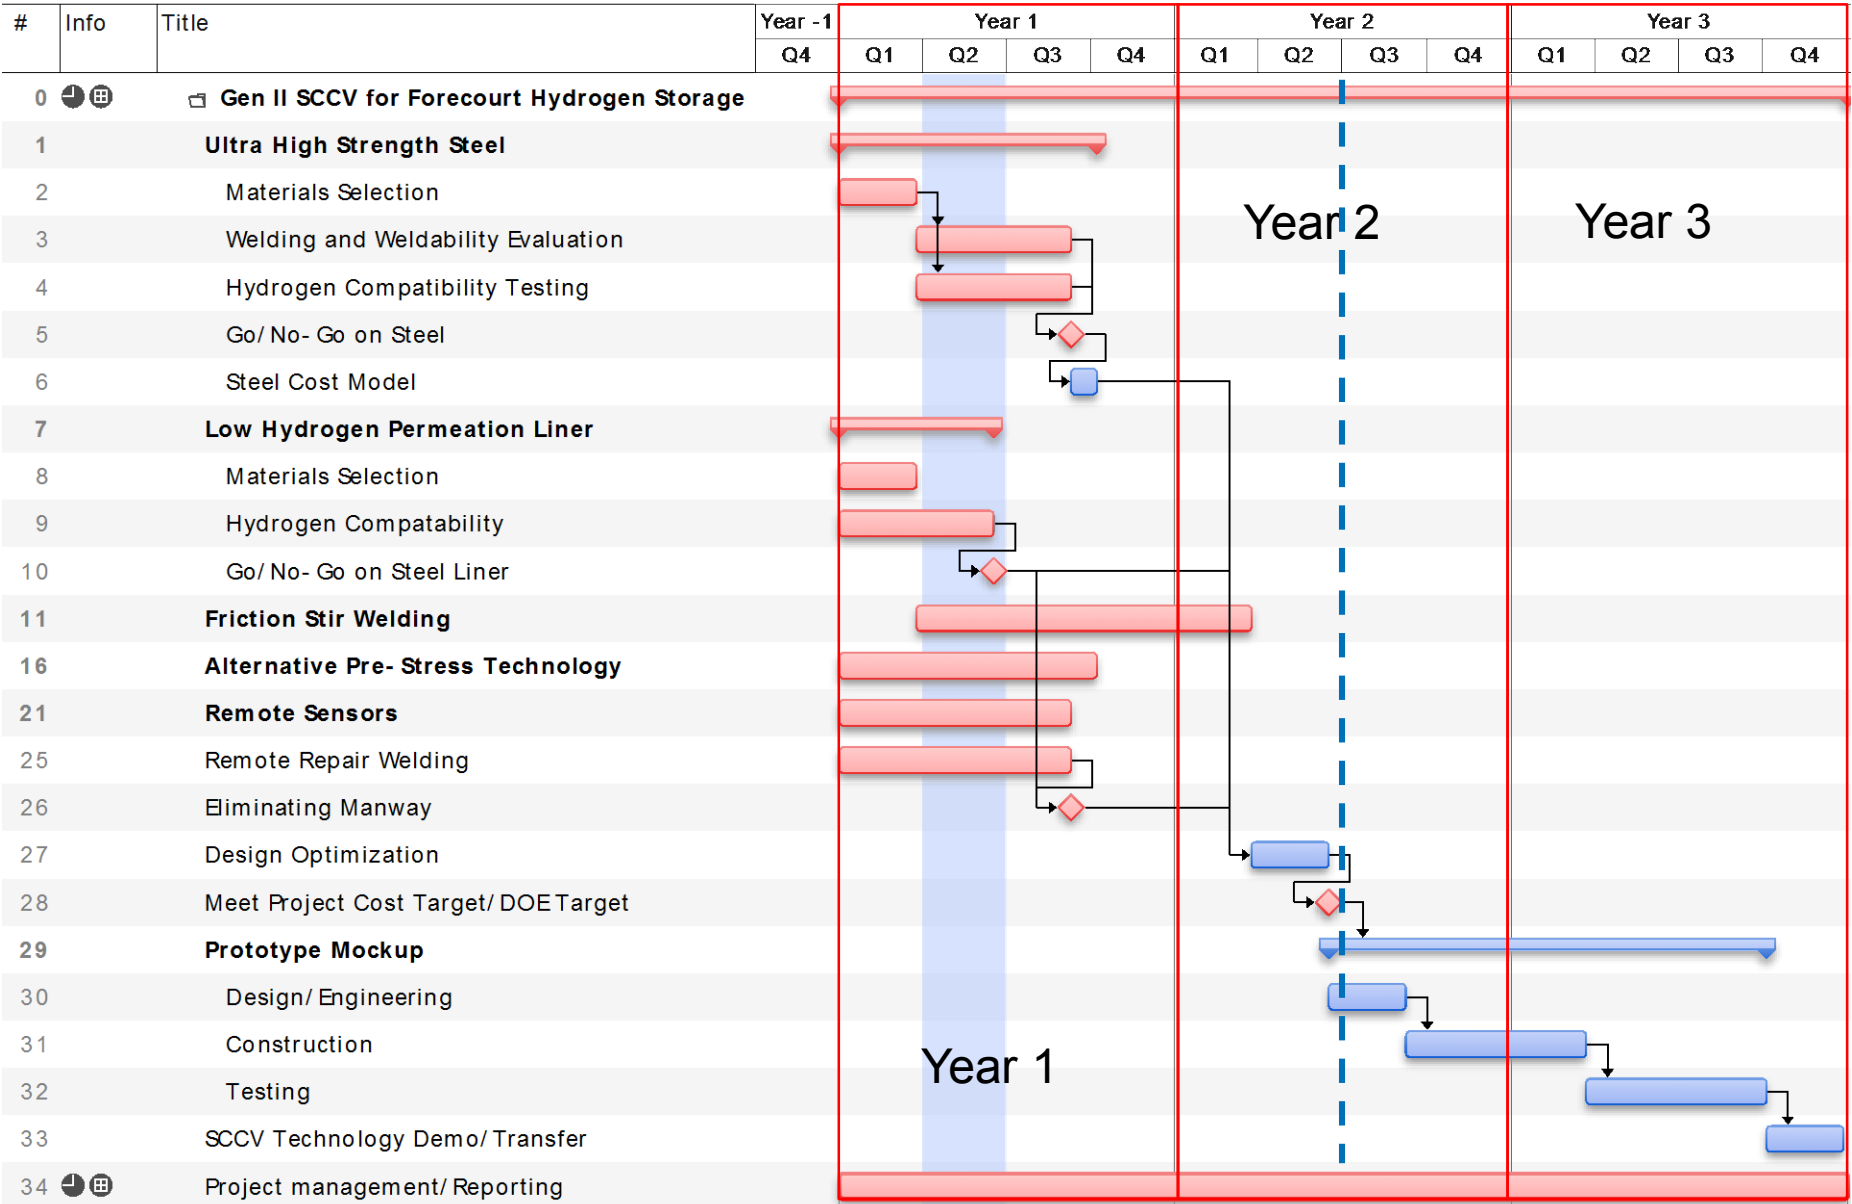 # Info Title Year -1 Year 1 Year 2 Year 3
Q4 Q1 Q2 Q3 Q4 Q1 Q2 Q3 Q4 Q1 Q2 Q3 Q4
0 Gen II SCCV for Forecourt Hydrogen Storage
1 Ultra High Strength Steel
2 Materials Selection
3 Welding and Weldability Evaluation
Year 2 Year 3
4 Hydrogen Compatibility Testing
5 Go/No-Go on Steel
6 Steel Cost Model
7 Low Hydrogen Permeation Liner
8 Materials Selection
9 Hydrogen Compatability
10 Go/No-Go on Steel Liner
11 Friction Stir Welding
16 Alternative Pre-Stress Technology
21 Remote Sensors
25 Remote Repair Welding
26 Eliminating Manway
27 Design Optimization
28 Meet Project Cost Target/DOE Target
29 Prototype Mockup
30 Design/Engineering
31 Construction
Year 1
32 Testing
33 SCCV Technology Demo/Transfer
34 Project management/Reporting